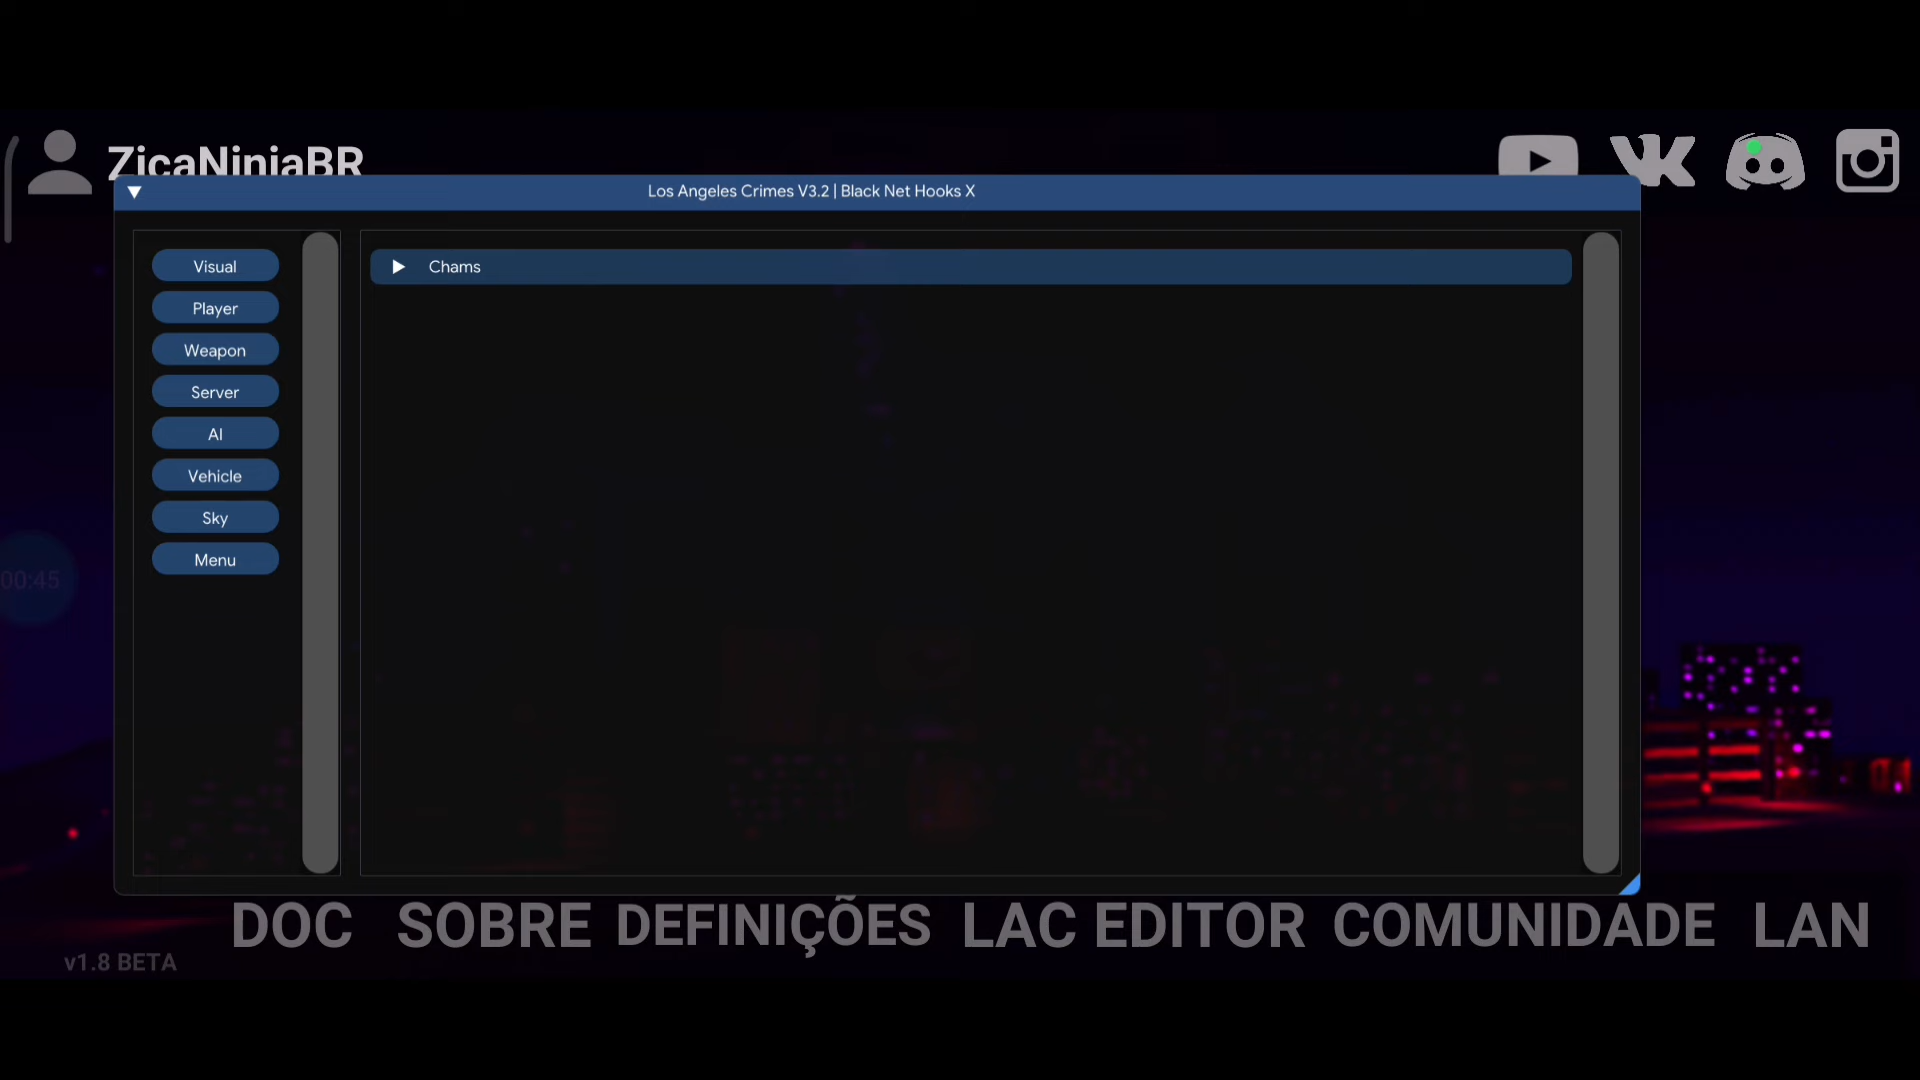 ZicaNinjaBR
VK
Los Angeles Crimes V3.2 | Black Net Hooks X
Visual
Chams
Player
Weapon
Server
AI
Vehicle
Sky
Menu
00:45
DOC SOBRE DEFINIÇÕES LAC EDITOR COMUNIDADE LAN
v1.8 BETA